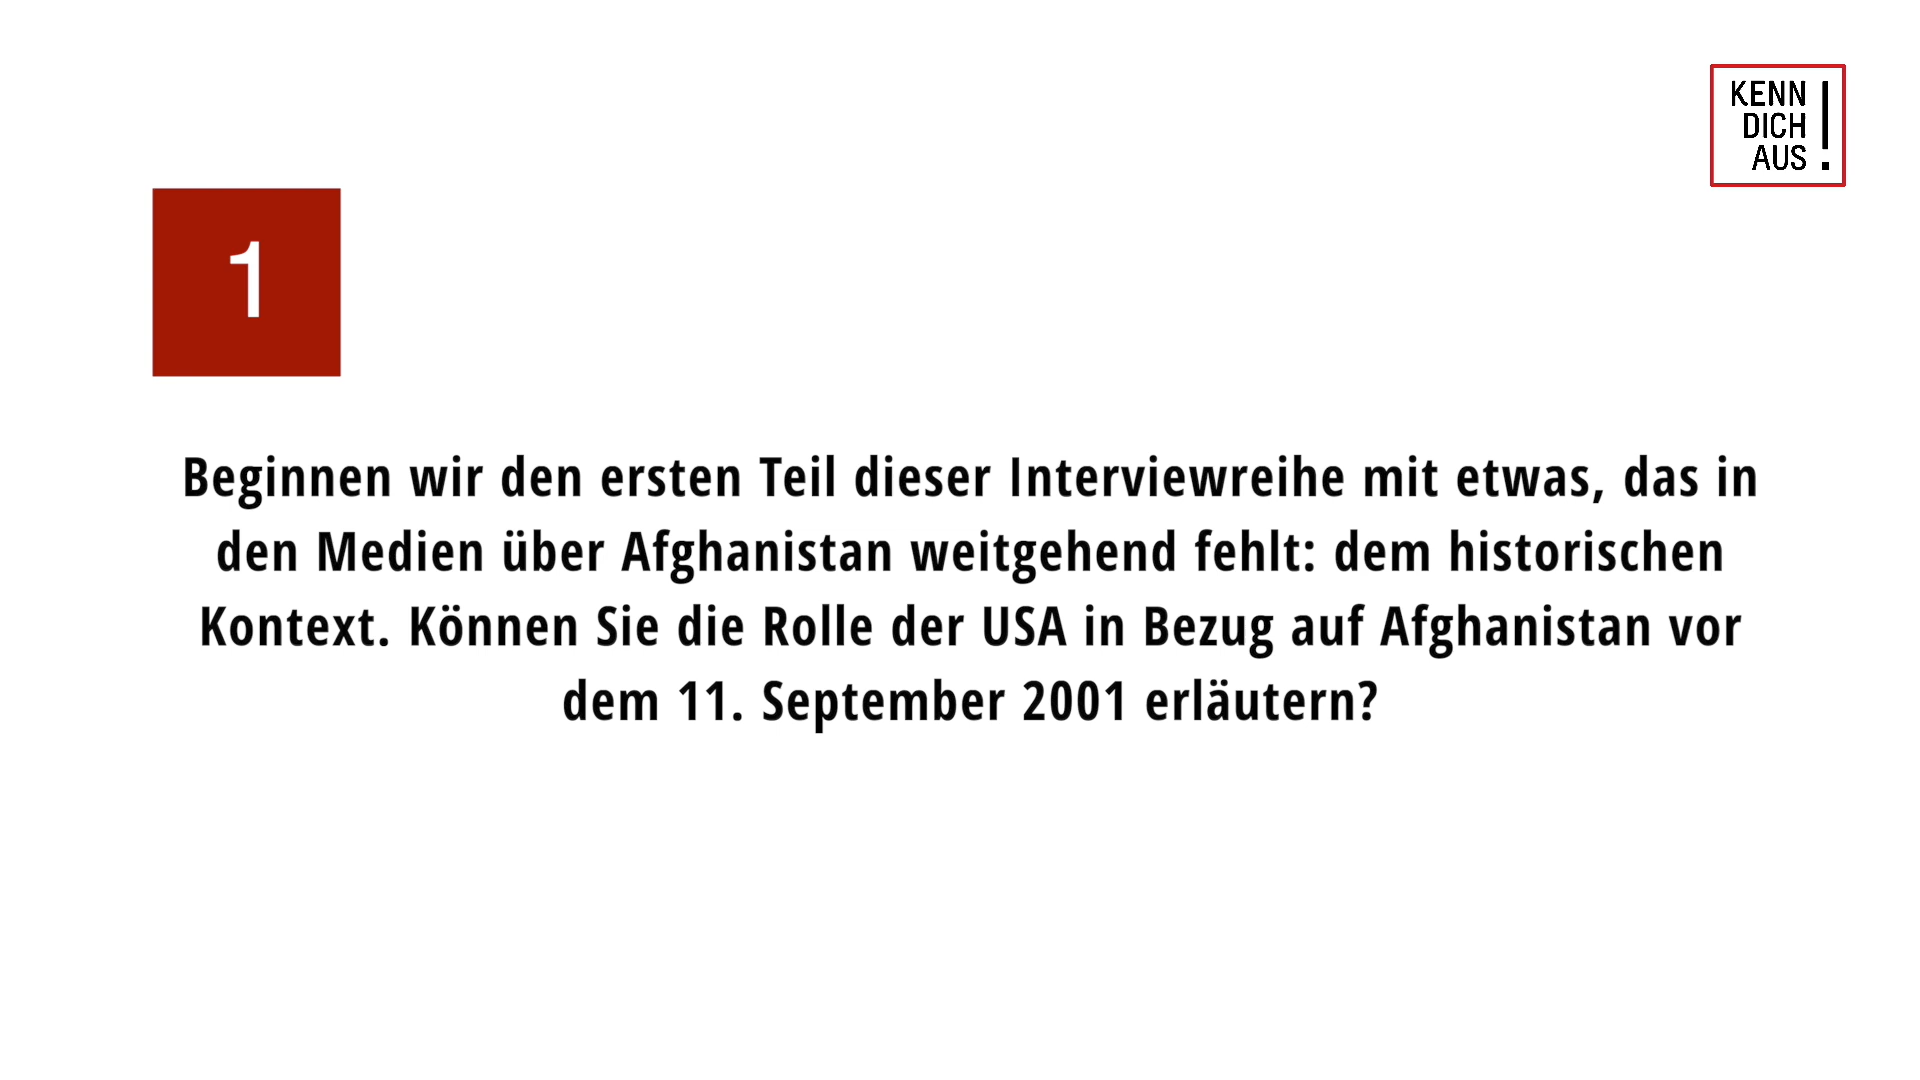 KENN
DICH
AUS!
1
Beginnen wir den ersten Teil dieser Interviewreihe mit etwas, das in
den Medien über Afghanistan weitgehend fehlt: dem historischen
Kontext. Können Sie die Rolle der USA in Bezug auf Afghanistan vor
dem 11. September 2001 erläutern?